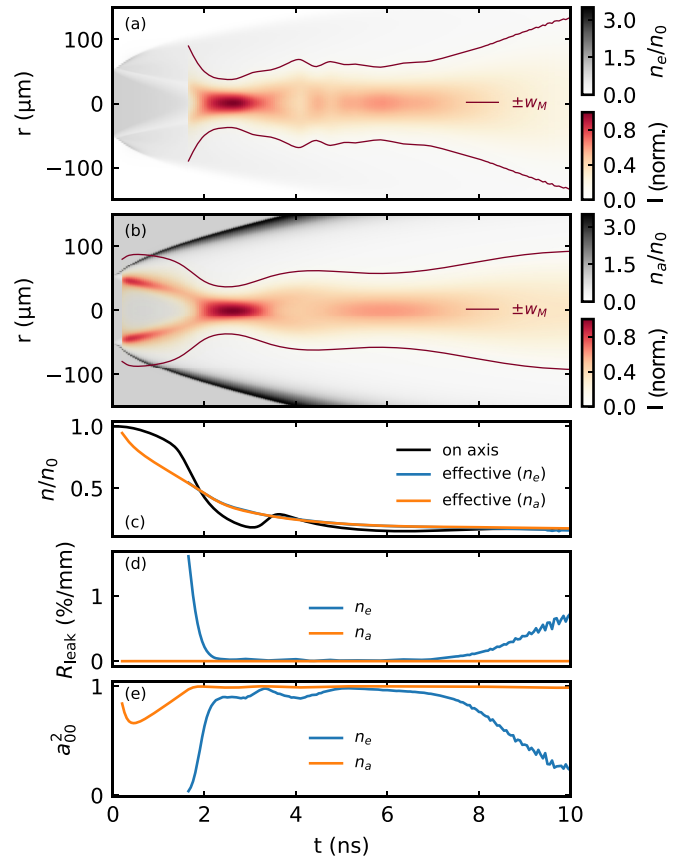 (a)
r (μm)
100
0
−100
±w_M
n_e/n_0
3.0
1.5
0.0
I (norm.)
0.8
0.4
0.0
(b)
r (μm)
100
0
−100
±w_M
n_a/n_0
3.0
1.5
0.0
I (norm.)
0.8
0.4
0.0
n/n_0
1.0
0.5
(c)
on axis
effective (n_e)
effective (n_a)
R_leak (%/mm)
1
0
(d)
n_e
n_a
a²_00
1
0
(e)
n_e
n_a
0 2 4 6 8 10
t (ns)